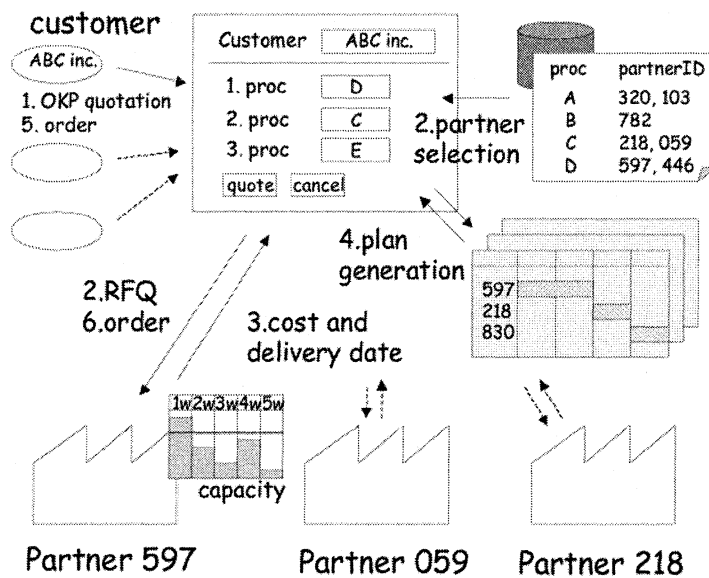 customer
ABC inc.
1. OKP quotation
5. order
Customer ABC inc.
1. proc D
2. proc C
3. proc E
quote cancel
2.partner
selection
proc partnerID
A 320, 103
B 782
C 218, 059
D 597, 446
4.plan
generation
597
218
830
2.RFQ
6.order
3.cost and
delivery date
1w2w3w4w5w
capacity
Partner 597
Partner 059
Partner 218